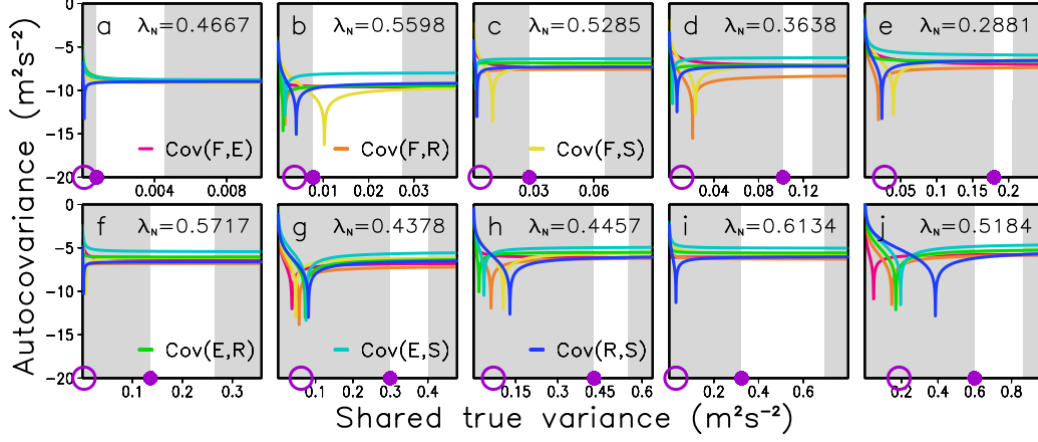 a λN=0.4667
b λN=0.5598
c λN=0.5285
d λN=0.3638
e λN=0.2881
0
-5
-10
-15
-20
Cov(F,E)
Cov(F,R)
Cov(F,S)
0.004 0.008
0.01 0.02 0.03
0.03 0.06
0.04 0.08 0.12
0.05 0.1 0.15 0.2
f λN=0.5717
g λN=0.4378
h λN=0.4457
i λN=0.6134
j λN=0.5184
0
-5
-10
-15
-20
Cov(E,R)
Cov(E,S)
Cov(R,S)
0.1 0.2 0.3
0.1 0.2 0.3 0.4
0.15 0.3 0.45 0.6
0.2 0.4 0.6
0.2 0.4 0.6 0.8
Autocovariance (m²s⁻²)
Shared true variance (m²s⁻²)